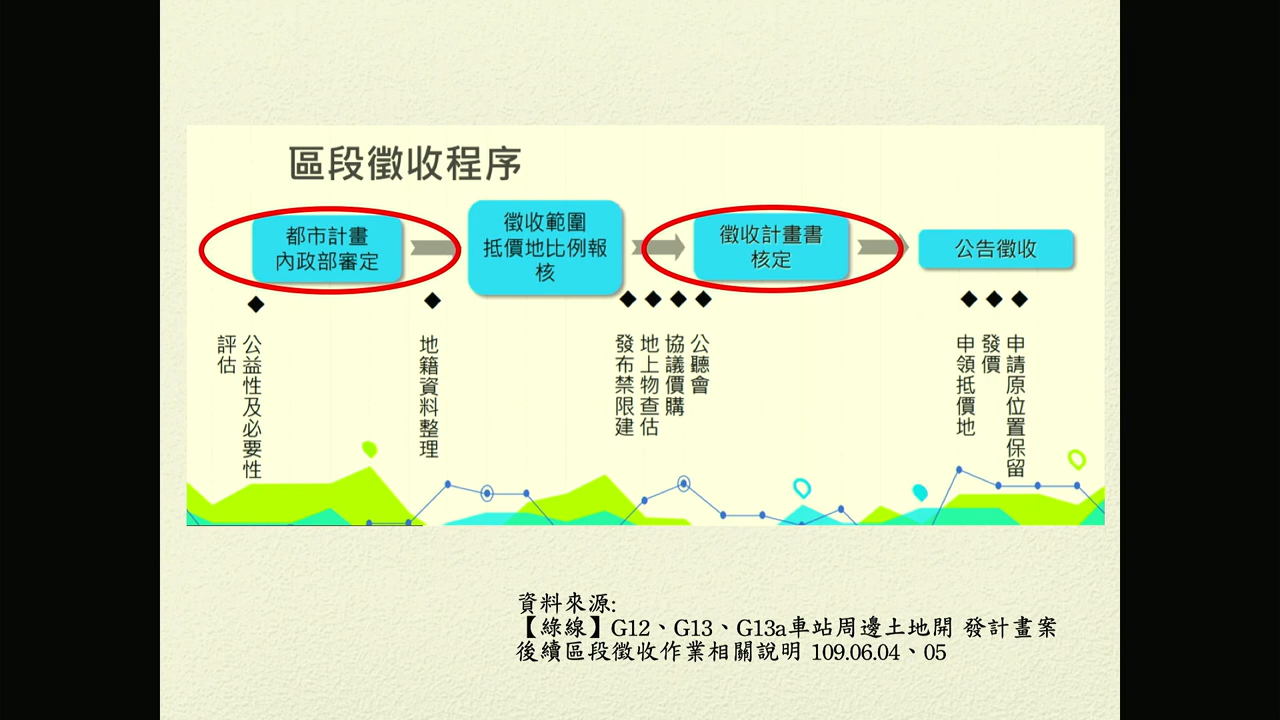 區段徵收程序
都市計畫
內政部審定
徵收範圍
抵價地比例報
核
徵收計畫書
核定
公告徵收
公益性及必要性
評估
地籍資料整理
公聽會
協議價購
地上物查估
發布禁限建
申請原位置保留
發價
申領抵價地
資料來源:
【綠線】G12、G13、G13a車站周邊土地開 發計畫案
後續區段徵收作業相關說明 109.06.04、05